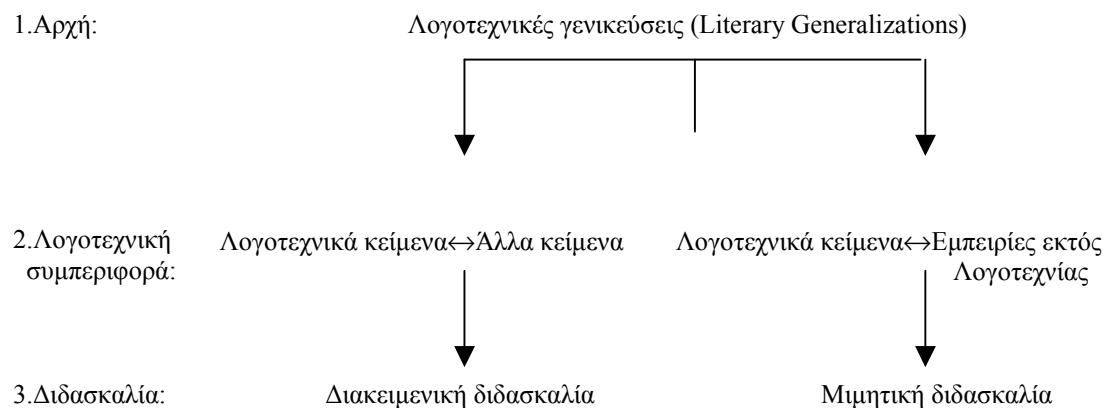 1.Αρχή: Λογοτεχνικές γενικεύσεις (Literary Generalizations)
2.Λογοτεχνική Λογοτεχνικά κείμενα↔Άλλα κείμενα Λογοτεχνικά κείμενα↔Εμπειρίες εκτός
συμπεριφορά: Λογοτεχνίας
3.Διδασκαλία: Διακειμενική διδασκαλία Μιμητική διδασκαλία